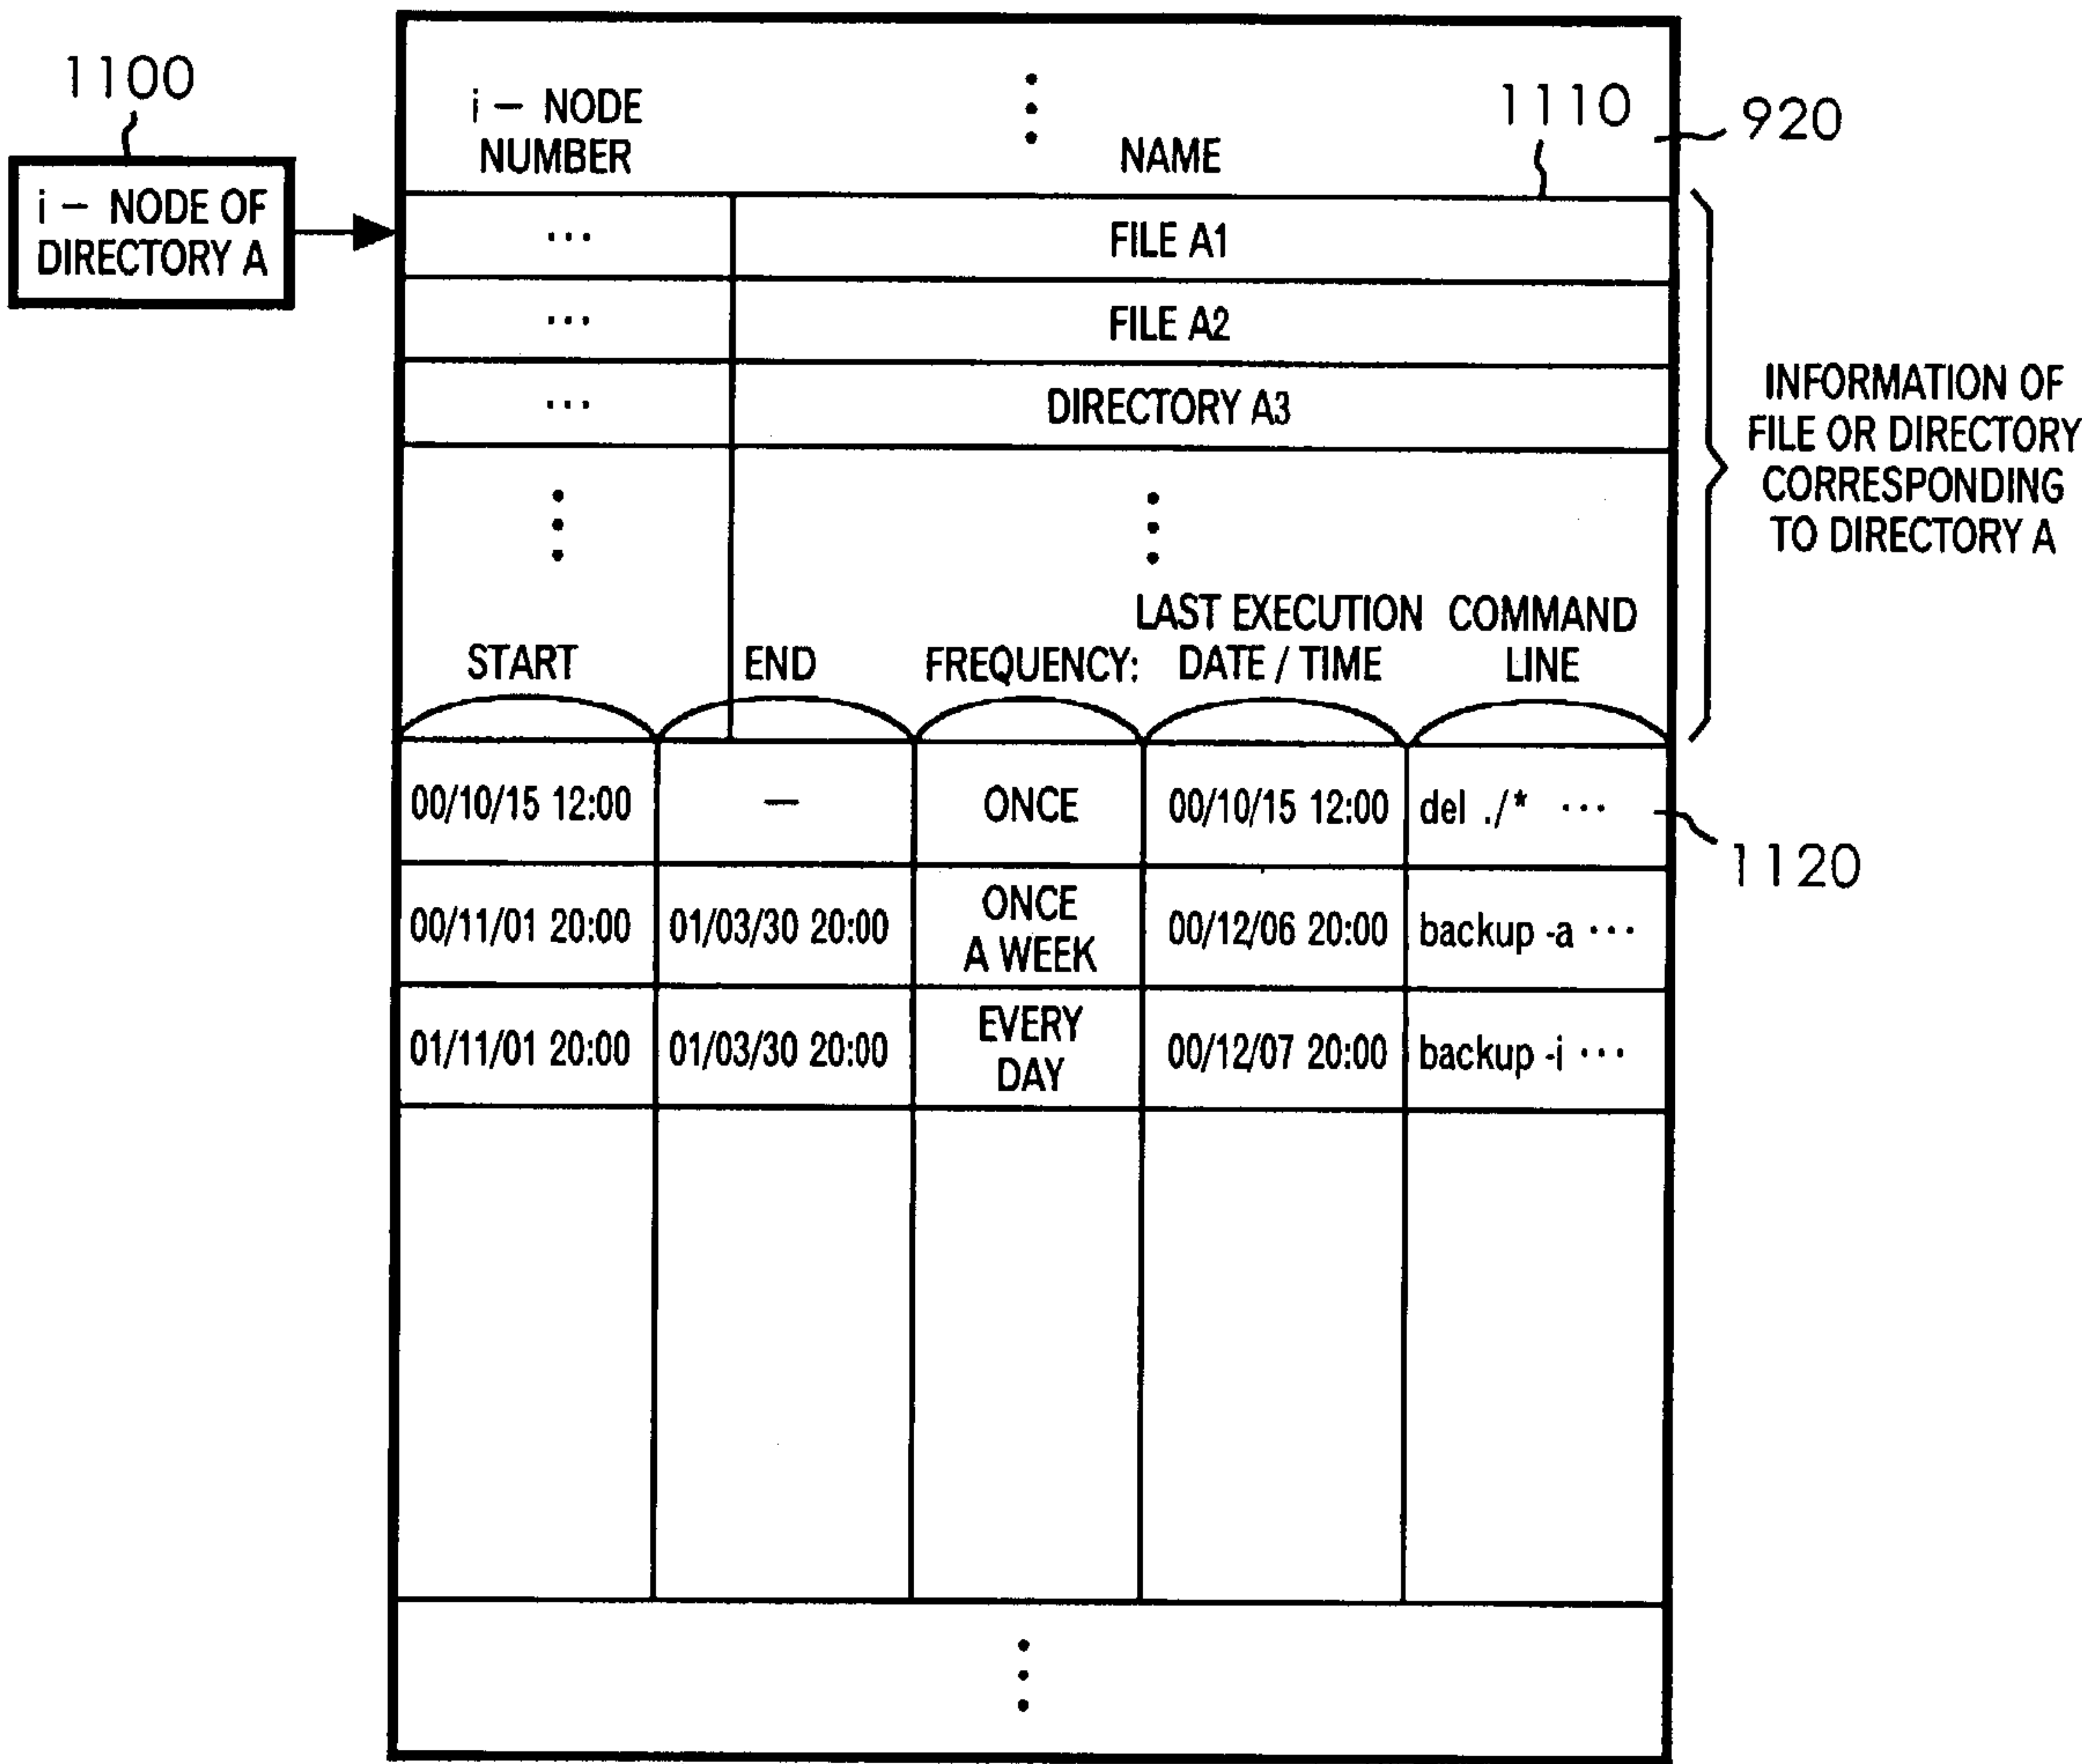 1100
i – NODE OF
DIRECTORY A
i – NODE
NUMBER
NAME
1110
920
··· FILE A1
··· FILE A2
··· DIRECTORY A3
INFORMATION OF
FILE OR DIRECTORY
CORRESPONDING
TO DIRECTORY A
START
END
FREQUENCY:
LAST EXECUTION
DATE / TIME
COMMAND
LINE
00/10/15 12:00 — ONCE 00/10/15 12:00 del ./* ···
1120
00/11/01 20:00 01/03/30 20:00 ONCE
A WEEK 00/12/06 20:00 backup -a ···
01/11/01 20:00 01/03/30 20:00 EVERY
DAY 00/12/07 20:00 backup -i ···